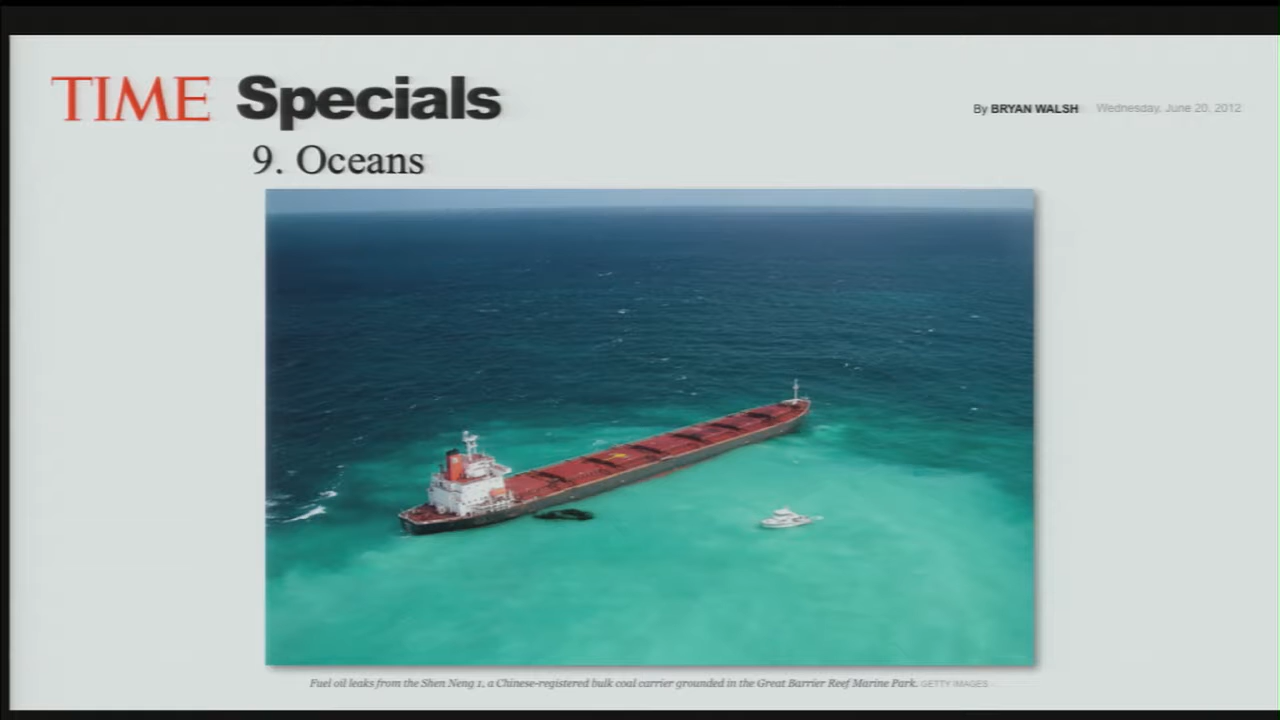 TIME Specials
By BRYAN WALSH Wednesday, June 20, 2012
9. Oceans
Fuel oil leaks from the Shen Neng 1, a Chinese-registered bulk coal carrier grounded in the Great Barrier Reef Marine Park. GETTY IMAGES